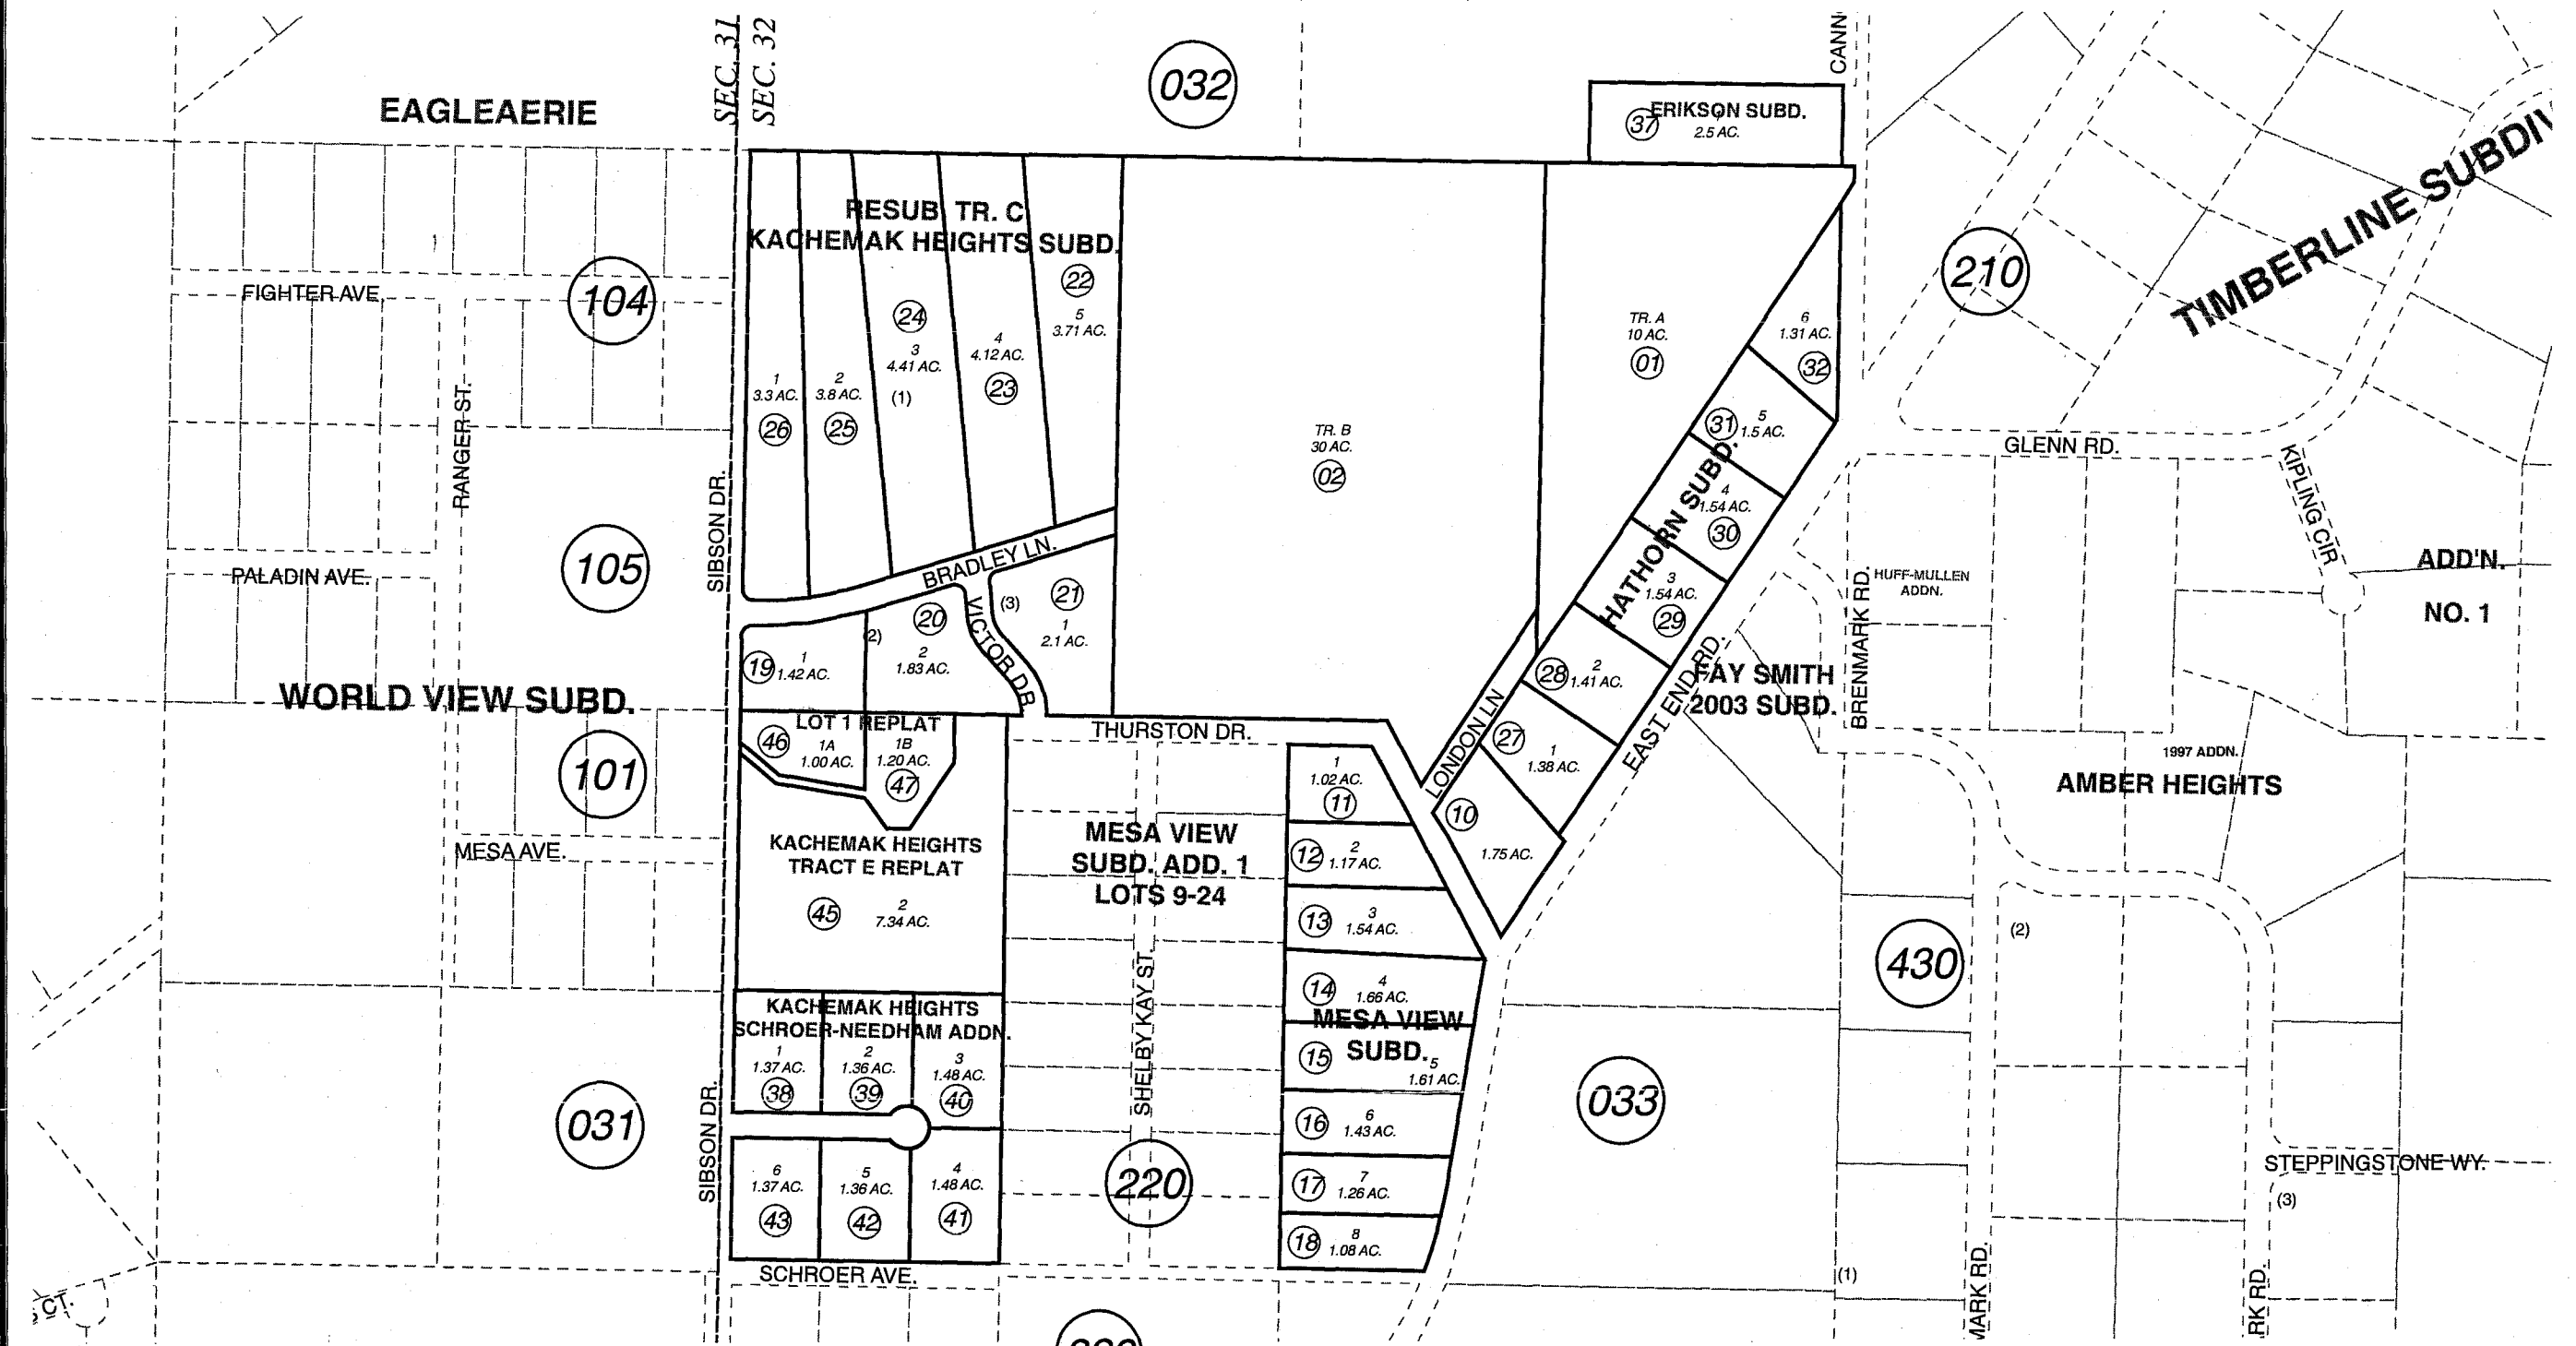 SEC. 31
SEC. 32
032
CANN
EAGLEAERIE
37
ERIKSON SUBD.
2.5 AC.
TIMBERLINE SUBDIV
RESUB. TR. C
KACHEMAK HEIGHTS SUBD.
210
104
FIGHTER AVE.
22
5
3.71 AC.
24
3
4.41 AC.
(1)
4
4.12 AC.
23
TR. A
10 AC.
01
6
1.31 AC.
32
1
3.3 AC.
26
2
3.8 AC.
25
RANGER ST.
TR. B
30 AC.
02
31
5
1.5 AC.
GLENN RD.
KIPLING CIR
HATHORN SUBD.
4
1.54 AC.
30
SIBSON DR.
105
PALADIN AVE.
BRADLEY LN.
3
1.54 AC.
29
HUFF-MULLEN
ADDN.
ADD'N.
NO. 1
BRENMARK RD.
20
VICTOR DR
(3)
21
1
2.1 AC.
(2)
2
1.83 AC.
19
1
1.42 AC.
28
2
1.41 AC.
EAST END RD.
FAY SMITH
2003 SUBD.
WORLD VIEW SUBD.
LOT 1 REPLAT
46
1A
1.00 AC.
1B
1.20 AC.
47
THURSTON DR.
LONDON LN
27
1
1.38 AC.
1997 ADDN.
AMBER HEIGHTS
101
1
1.02 AC.
11
10
1.75 AC.
MESA AVE.
KACHEMAK HEIGHTS
TRACT E REPLAT
MESA VIEW
SUBD. ADD. 1
LOTS 9-24
12
2
1.17 AC.
45
2
7.34 AC.
13
3
1.54 AC.
(2)
430
SHELBY KAY ST.
14
4
1.66 AC.
KACHEMAK HEIGHTS
SCHROER-NEEDHAM ADDN.
MESA VIEW
SUBD.
15
5
1.61 AC.
1
1.37 AC.
38
2
1.36 AC.
39
3
1.48 AC.
40
031
SIBSON DR.
033
16
6
1.43 AC.
220
6
1.37 AC.
43
5
1.36 AC.
42
4
1.48 AC.
41
17
7
1.26 AC.
STEPPINGSTONE WY.
(3)
18
8
1.08 AC.
SCHROER AVE.
(1)
CT.
MARK RD.
RK RD.